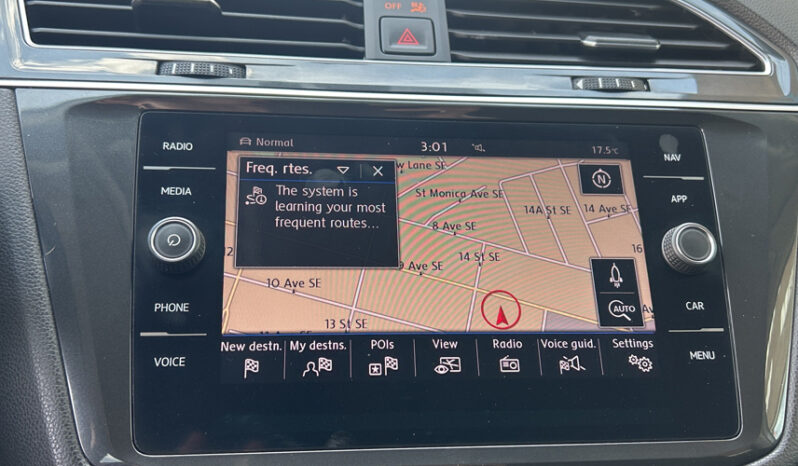 OFF
RADIO
MEDIA
PHONE
VOICE
Normal
3:01
17.5°C
Freq. rtes.
The system is
learning your most
frequent routes...
w Lane SE
St Monica Ave SE
8 Ave SE
14A St SE
14 Ave SE
9 Ave SE
14 St SE
10 Ave SE
13 St SE
12
16
N
AUTO
Av
New destn.
My destns.
POIs
View
Radio
Voice guid.
Settings
NAV
APP
CAR
MENU